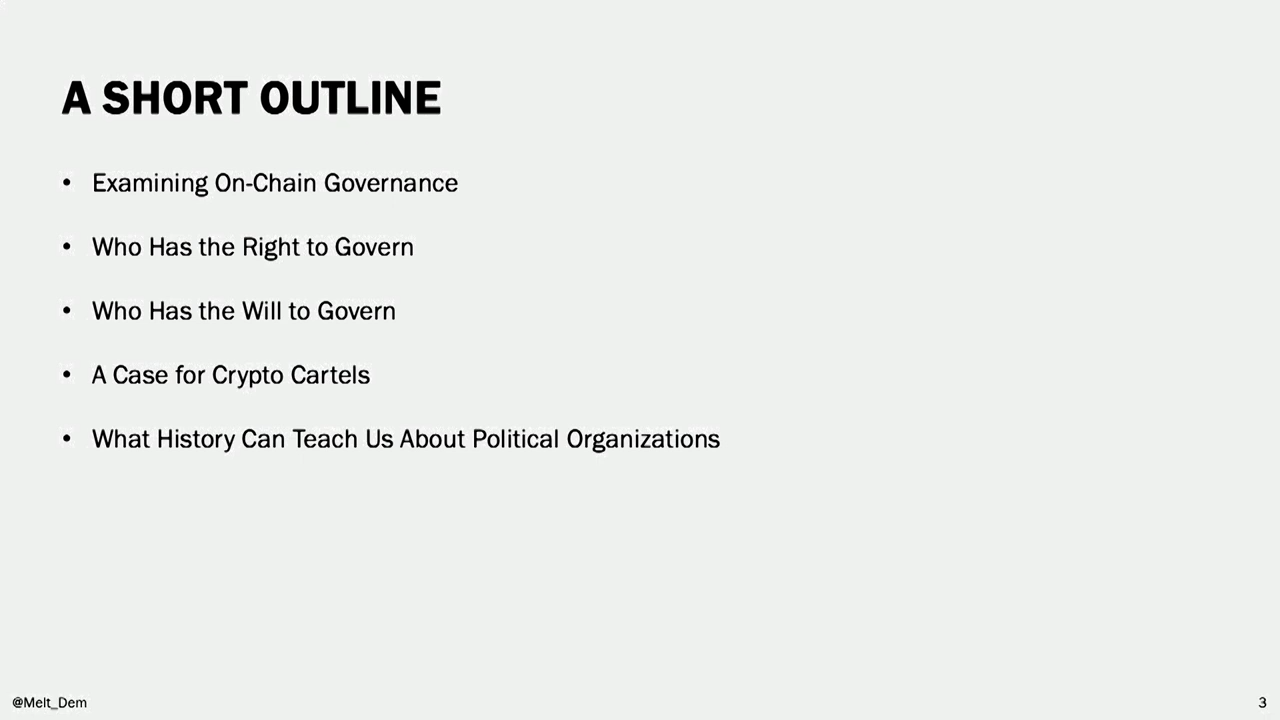 A SHORT OUTLINE
• Examining On-Chain Governance
• Who Has the Right to Govern
• Who Has the Will to Govern
• A Case for Crypto Cartels
• What History Can Teach Us About Political Organizations
@Melt_Dem
3